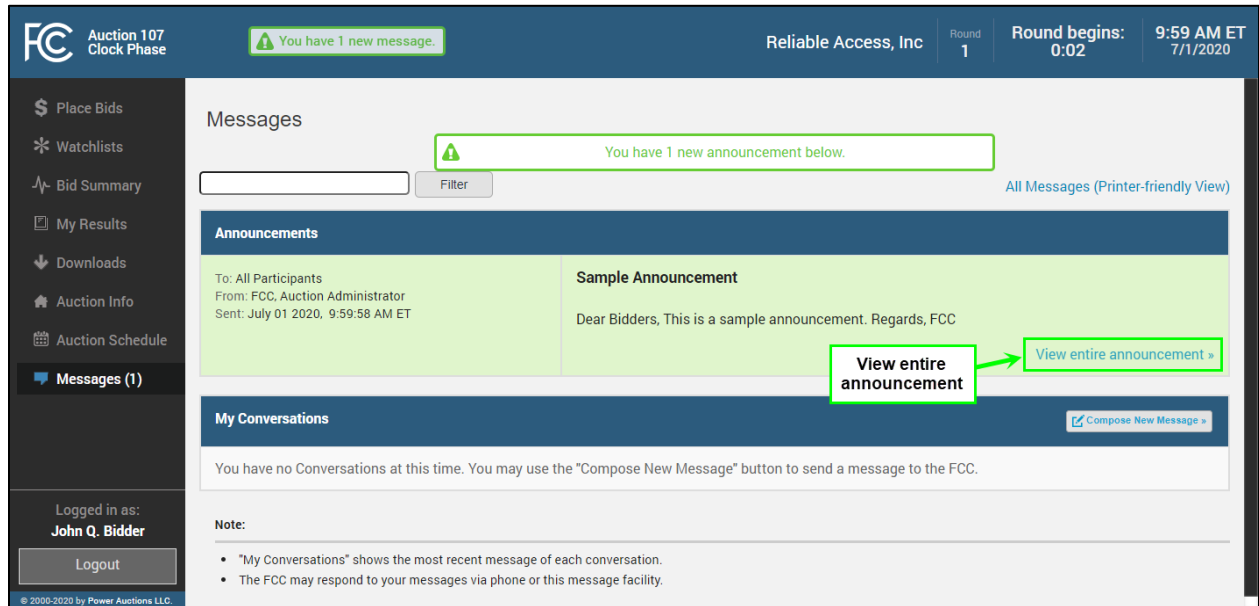 FCC
Auction 107
Clock Phase
You have 1 new message.
Reliable Access, Inc
Round
1
Round begins:
0:02
9:59 AM ET
7/1/2020
Place Bids
Watchlists
Bid Summary
My Results
Downloads
Auction Info
Auction Schedule
Messages (1)
Logged in as:
John Q. Bidder
Logout
© 2000-2020 by Power Auctions LLC.
Messages
You have 1 new announcement below.
Filter
All Messages (Printer-friendly View)
Announcements
To: All Participants
From: FCC, Auction Administrator
Sent: July 01 2020, 9:59:58 AM ET
Sample Announcement
Dear Bidders, This is a sample announcement. Regards, FCC
View entire announcement »
View entire
announcement
My Conversations
Compose New Message »
You have no Conversations at this time. You may use the "Compose New Message" button to send a message to the FCC.
Note:
• "My Conversations" shows the most recent message of each conversation.
• The FCC may respond to your messages via phone or this message facility.